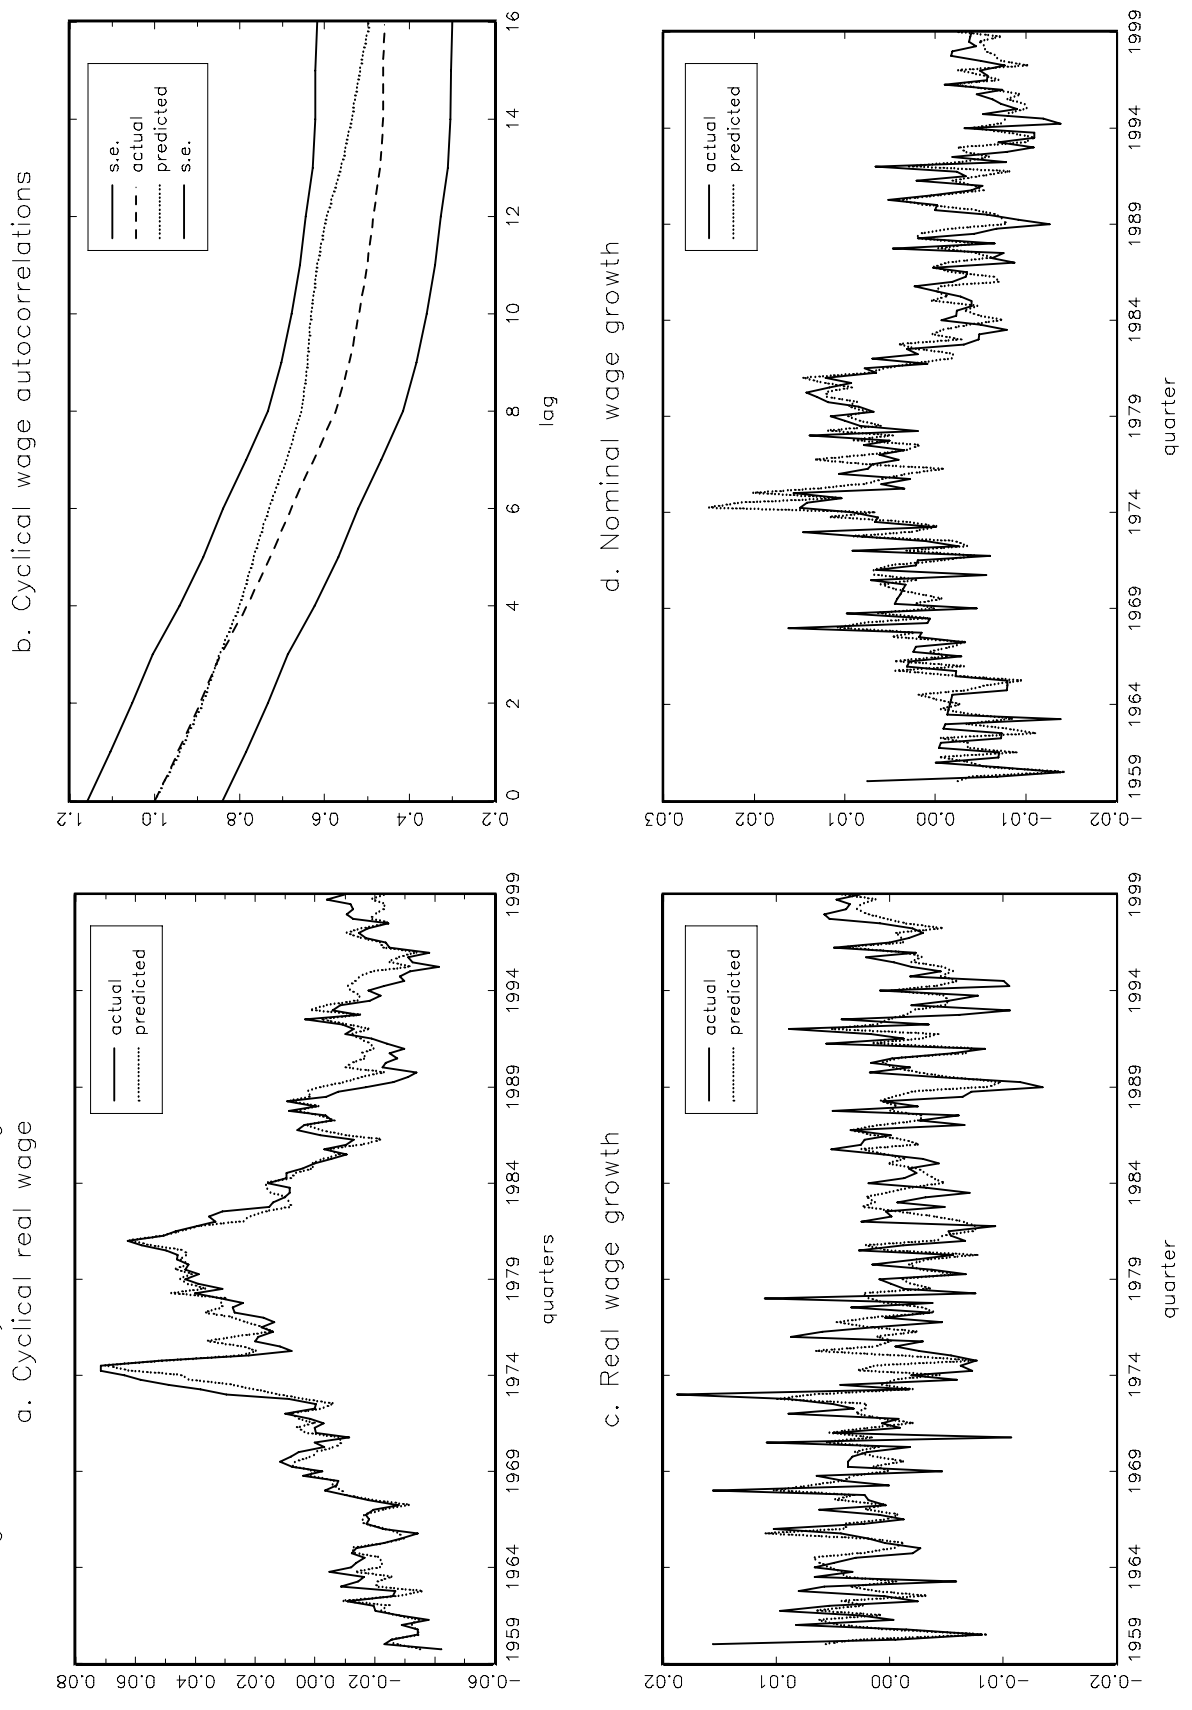 a. Cyclical real wage
actual
predicted
0.08
0.06
0.04
0.02
0.00
−0.02
−0.06
1959 1964 1969 1974 1979 1984 1989 1994 1999
quarters
b. Cyclical wage autocorrelations
s.e.
actual
predicted
s.e.
1.2
1.0
0.8
0.6
0.4
0.2
0 2 4 6 8 10 12 14 16
lag
c. Real wage growth
actual
predicted
0.02
0.01
0.00
−0.01
−0.02
1959 1964 1969 1974 1979 1984 1989 1994 1999
quarter
d. Nominal wage growth
actual
predicted
0.03
0.02
0.01
0.00
−0.01
−0.02
1959 1964 1969 1974 1979 1984 1989 1994 1999
quarter